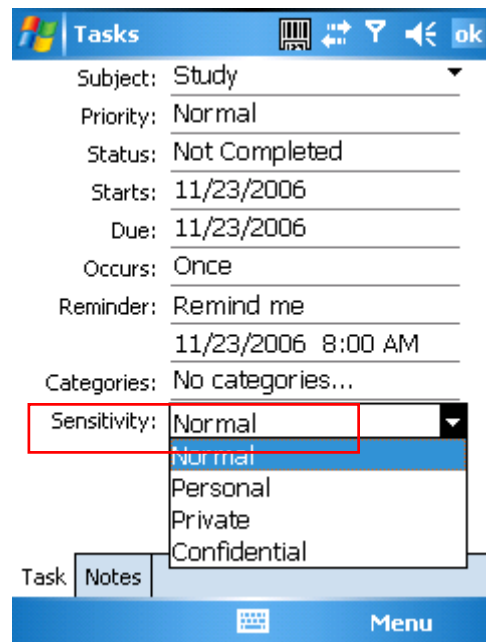 Tasks
ok
Subject: Study
Priority: Normal
Status: Not Completed
Starts: 11/23/2006
Due: 11/23/2006
Occurs: Once
Reminder: Remind me
11/23/2006 8:00 AM
Categories: No categories...
Sensitivity: Normal
Normal
Personal
Private
Confidential
Task Notes
Menu